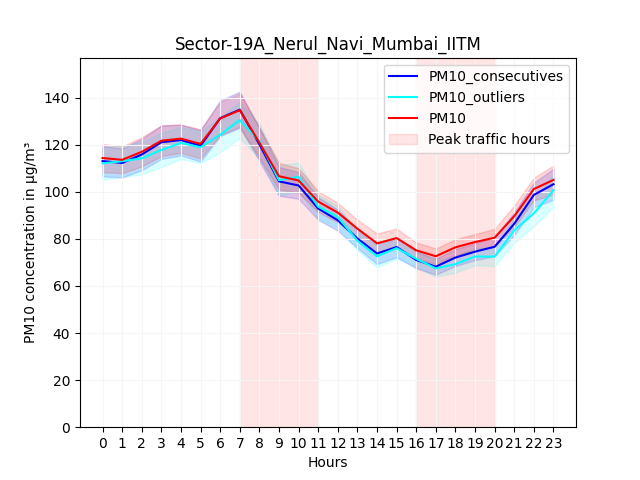 Sector-19A_Nerul_Navi_Mumbai_IITM
PM10 concentration in µg/m³
140
120
100
80
60
40
20
0
PM10_consecutives
PM10_outliers
PM10
Peak traffic hours
0 1 2 3 4 5 6 7 8 9 10 11 12 13 14 15 16 17 18 19 20 21 22 23
Hours